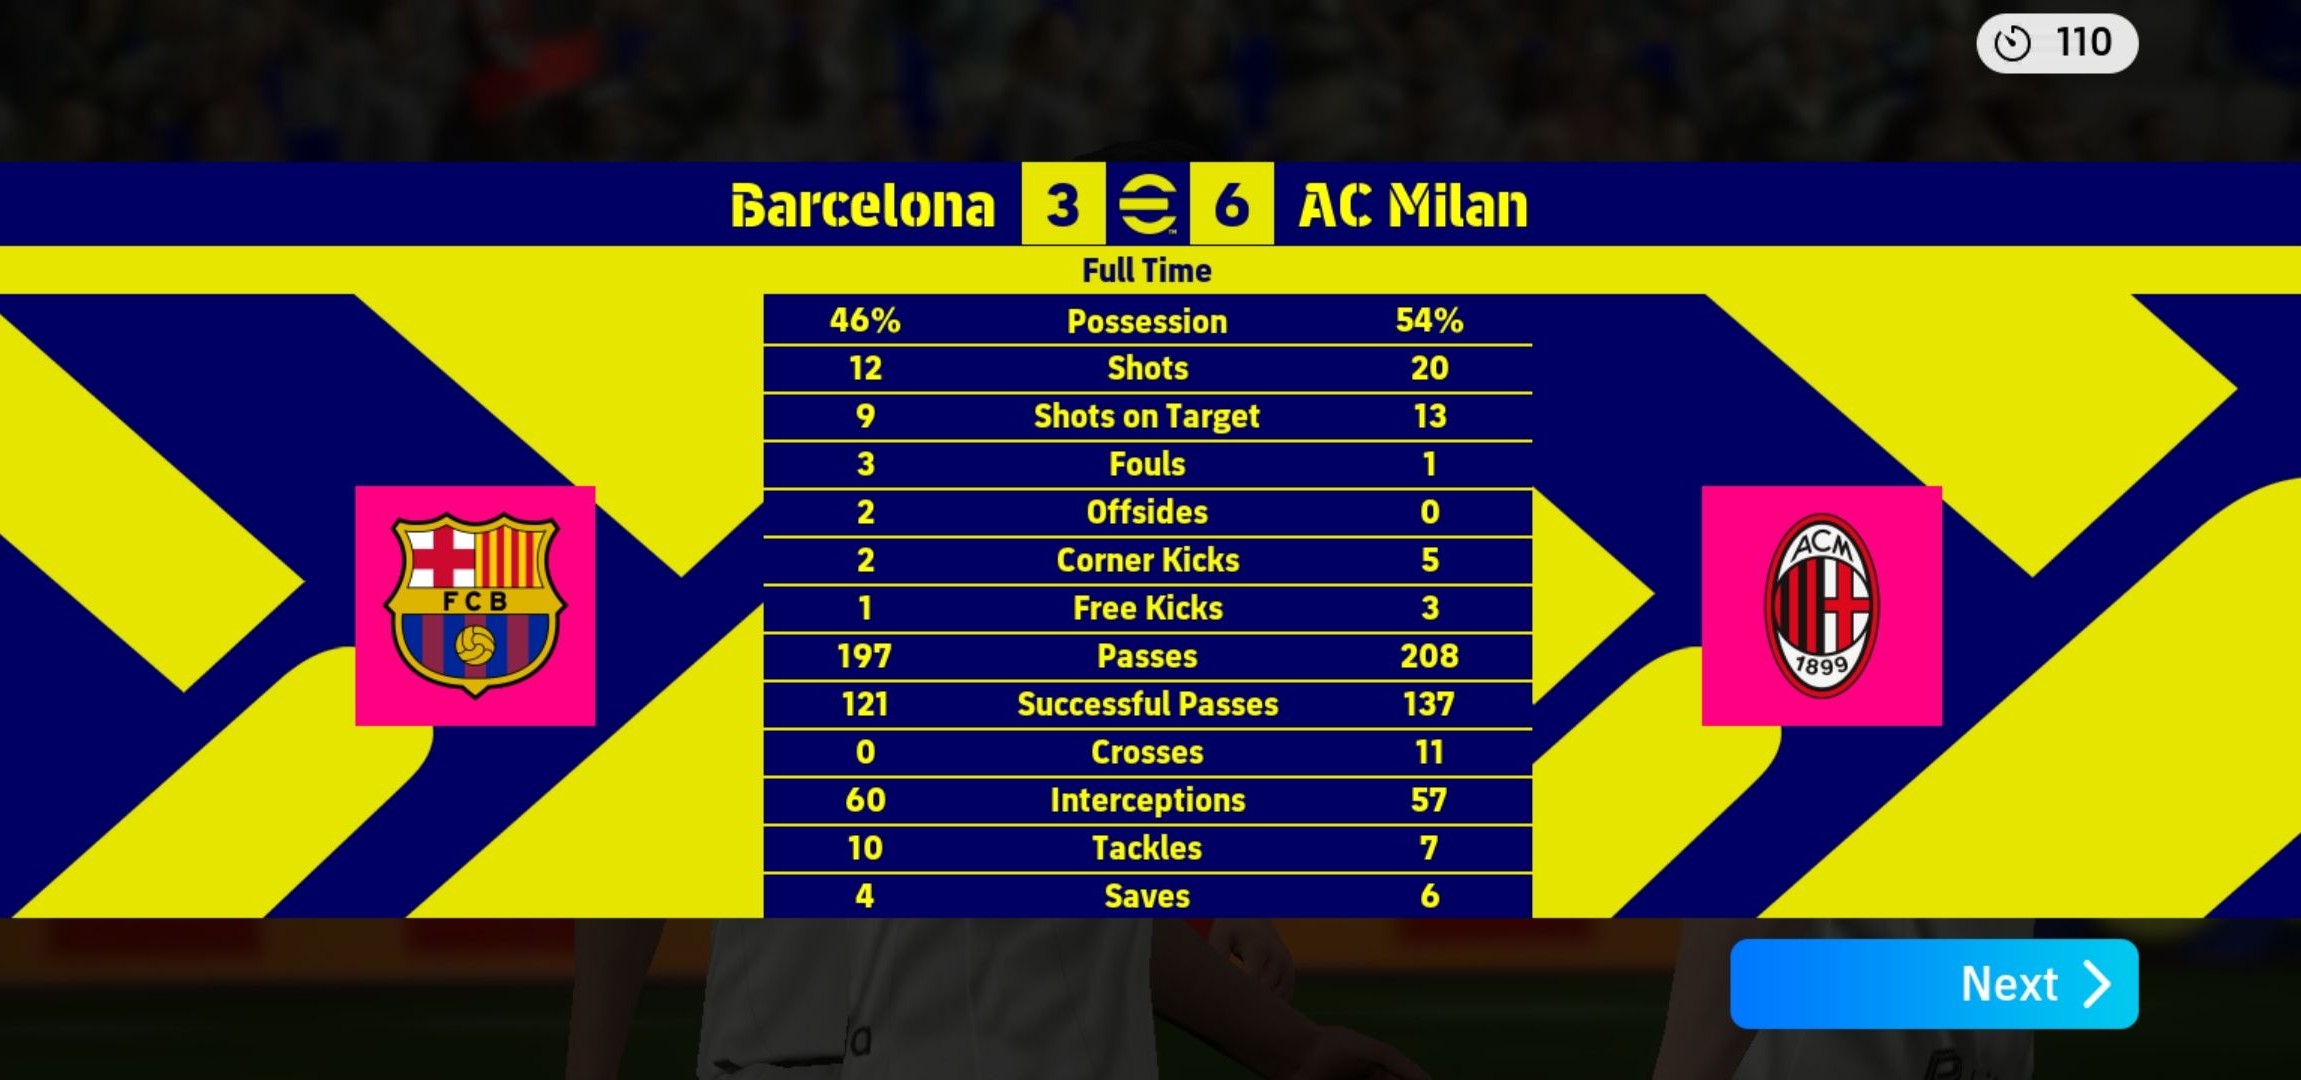 110
Barcelona 3 6 AC Milan
TM
Full Time
46% Possession 54%
12 Shots 20
9 Shots on Target 13
3 Fouls 1
2 Offsides 0
2 Corner Kicks 5
1 Free Kicks 3
197 Passes 208
121 Successful Passes 137
0 Crosses 11
60 Interceptions 57
10 Tackles 7
4 Saves 6
FCB
ACM
1899
Next
a